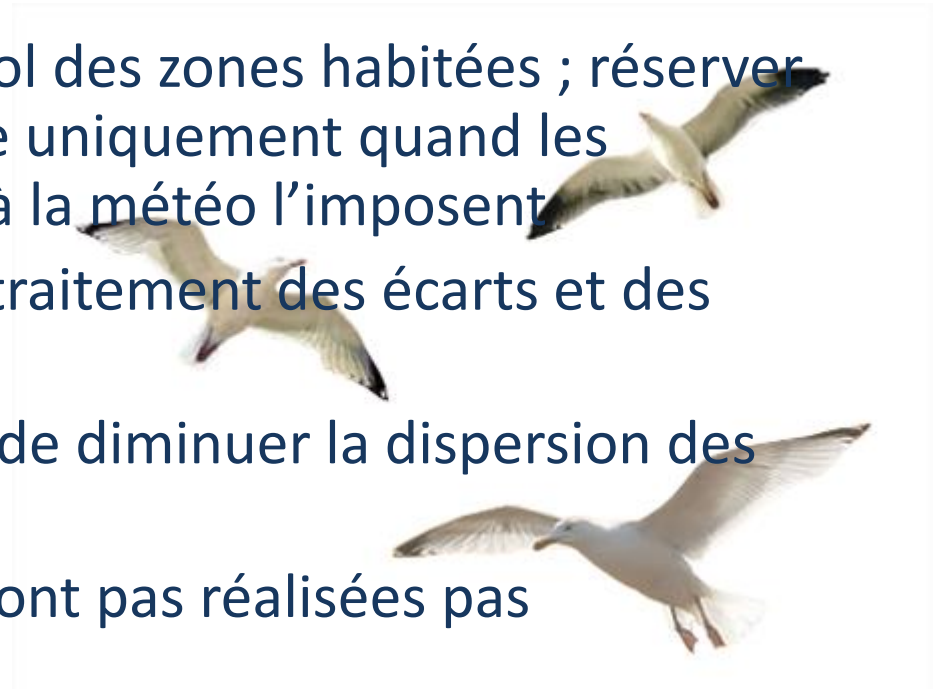 ol des zones habitées ; réserver
e uniquement quand les
à la météo l’imposent
traitement des écarts et des
de diminuer la dispersion des
ont pas réalisées pas